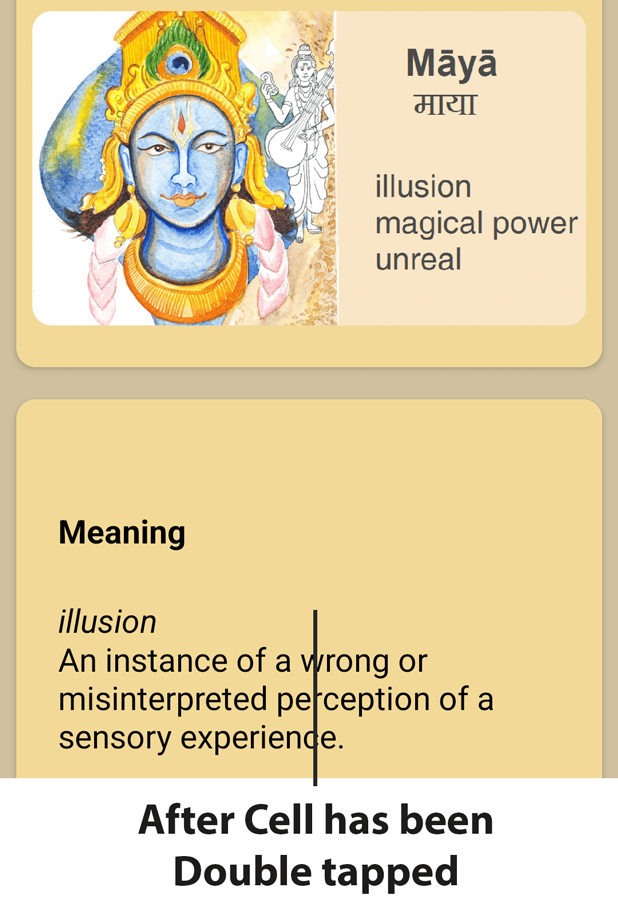 Māyā
माया
illusion
magical power
unreal
Meaning
illusion
An instance of a wrong or
misinterpreted perception of a
sensory experience.
After Cell has been
Double tapped